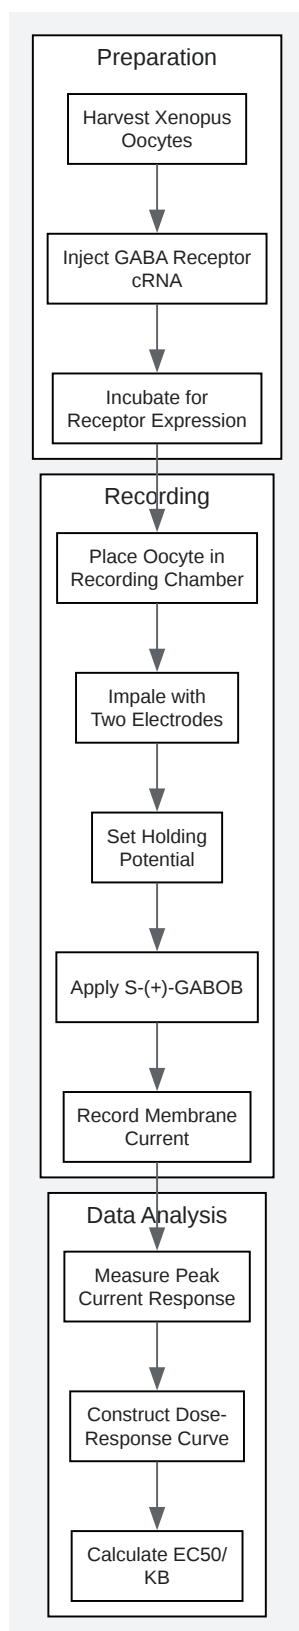 Preparation
Harvest Xenopus
Oocytes
Inject GABA Receptor
cRNA
Incubate for
Receptor Expression
Recording
Place Oocyte in
Recording Chamber
Impale with
Two Electrodes
Set Holding
Potential
Apply S-(+)-GABOB
Record Membrane
Current
Data Analysis
Measure Peak
Current Response
Construct Dose-
Response Curve
Calculate EC50/
KB